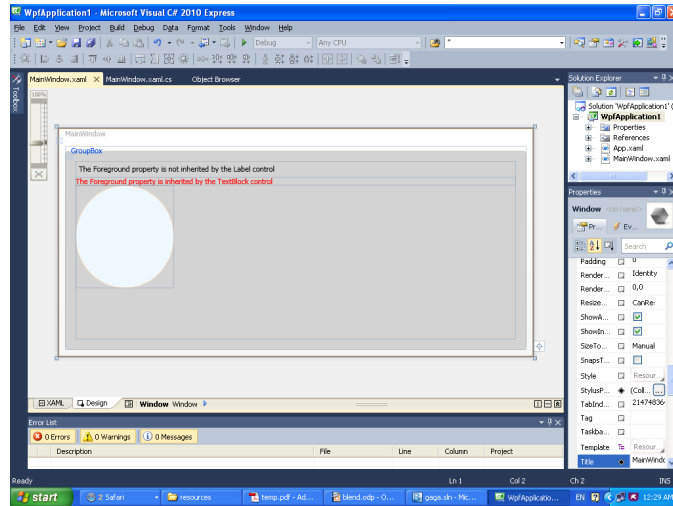 WpfApplication1 - Microsoft Visual C# 2010 Express
File Edit View Project Build Debug Data Format Tools Window Help
Debug Any CPU
MainWindow.xaml MainWindow.xaml.cs Object Browser
Toolbox
100%
MainWindow
GroupBox
The Foreground property is not inherited by the Label control
The Foreground property is inherited by the TextBlock control
XAML Design Window Window
Error List
0 Errors 0 Warnings 0 Messages
Description File Line Column Project
Solution Explorer
Solution 'WpfApplication1' (
WpfApplication1
Properties
References
App.xaml
MainWindow.xaml
Properties
Window <no name>
Pr... Ev...
Search
Padding 0
Render... Identity
Render... 0,0
Resize... CanRe
ShowA...
ShowIn...
SizeTo... Manual
SnapsT...
Style Resour...
StylusP... (Coll... ...
TabInd... 21474836
Tag
Taskba...
Template Resour...
Title MainWindo
Ready Ln 1 Col 2 Ch 2 INS
start 2 Safari resources temp.pdf - Ad... blend.odp - O... gaga.sln - Mic... WpfApplicatio... EN 12:29 AM